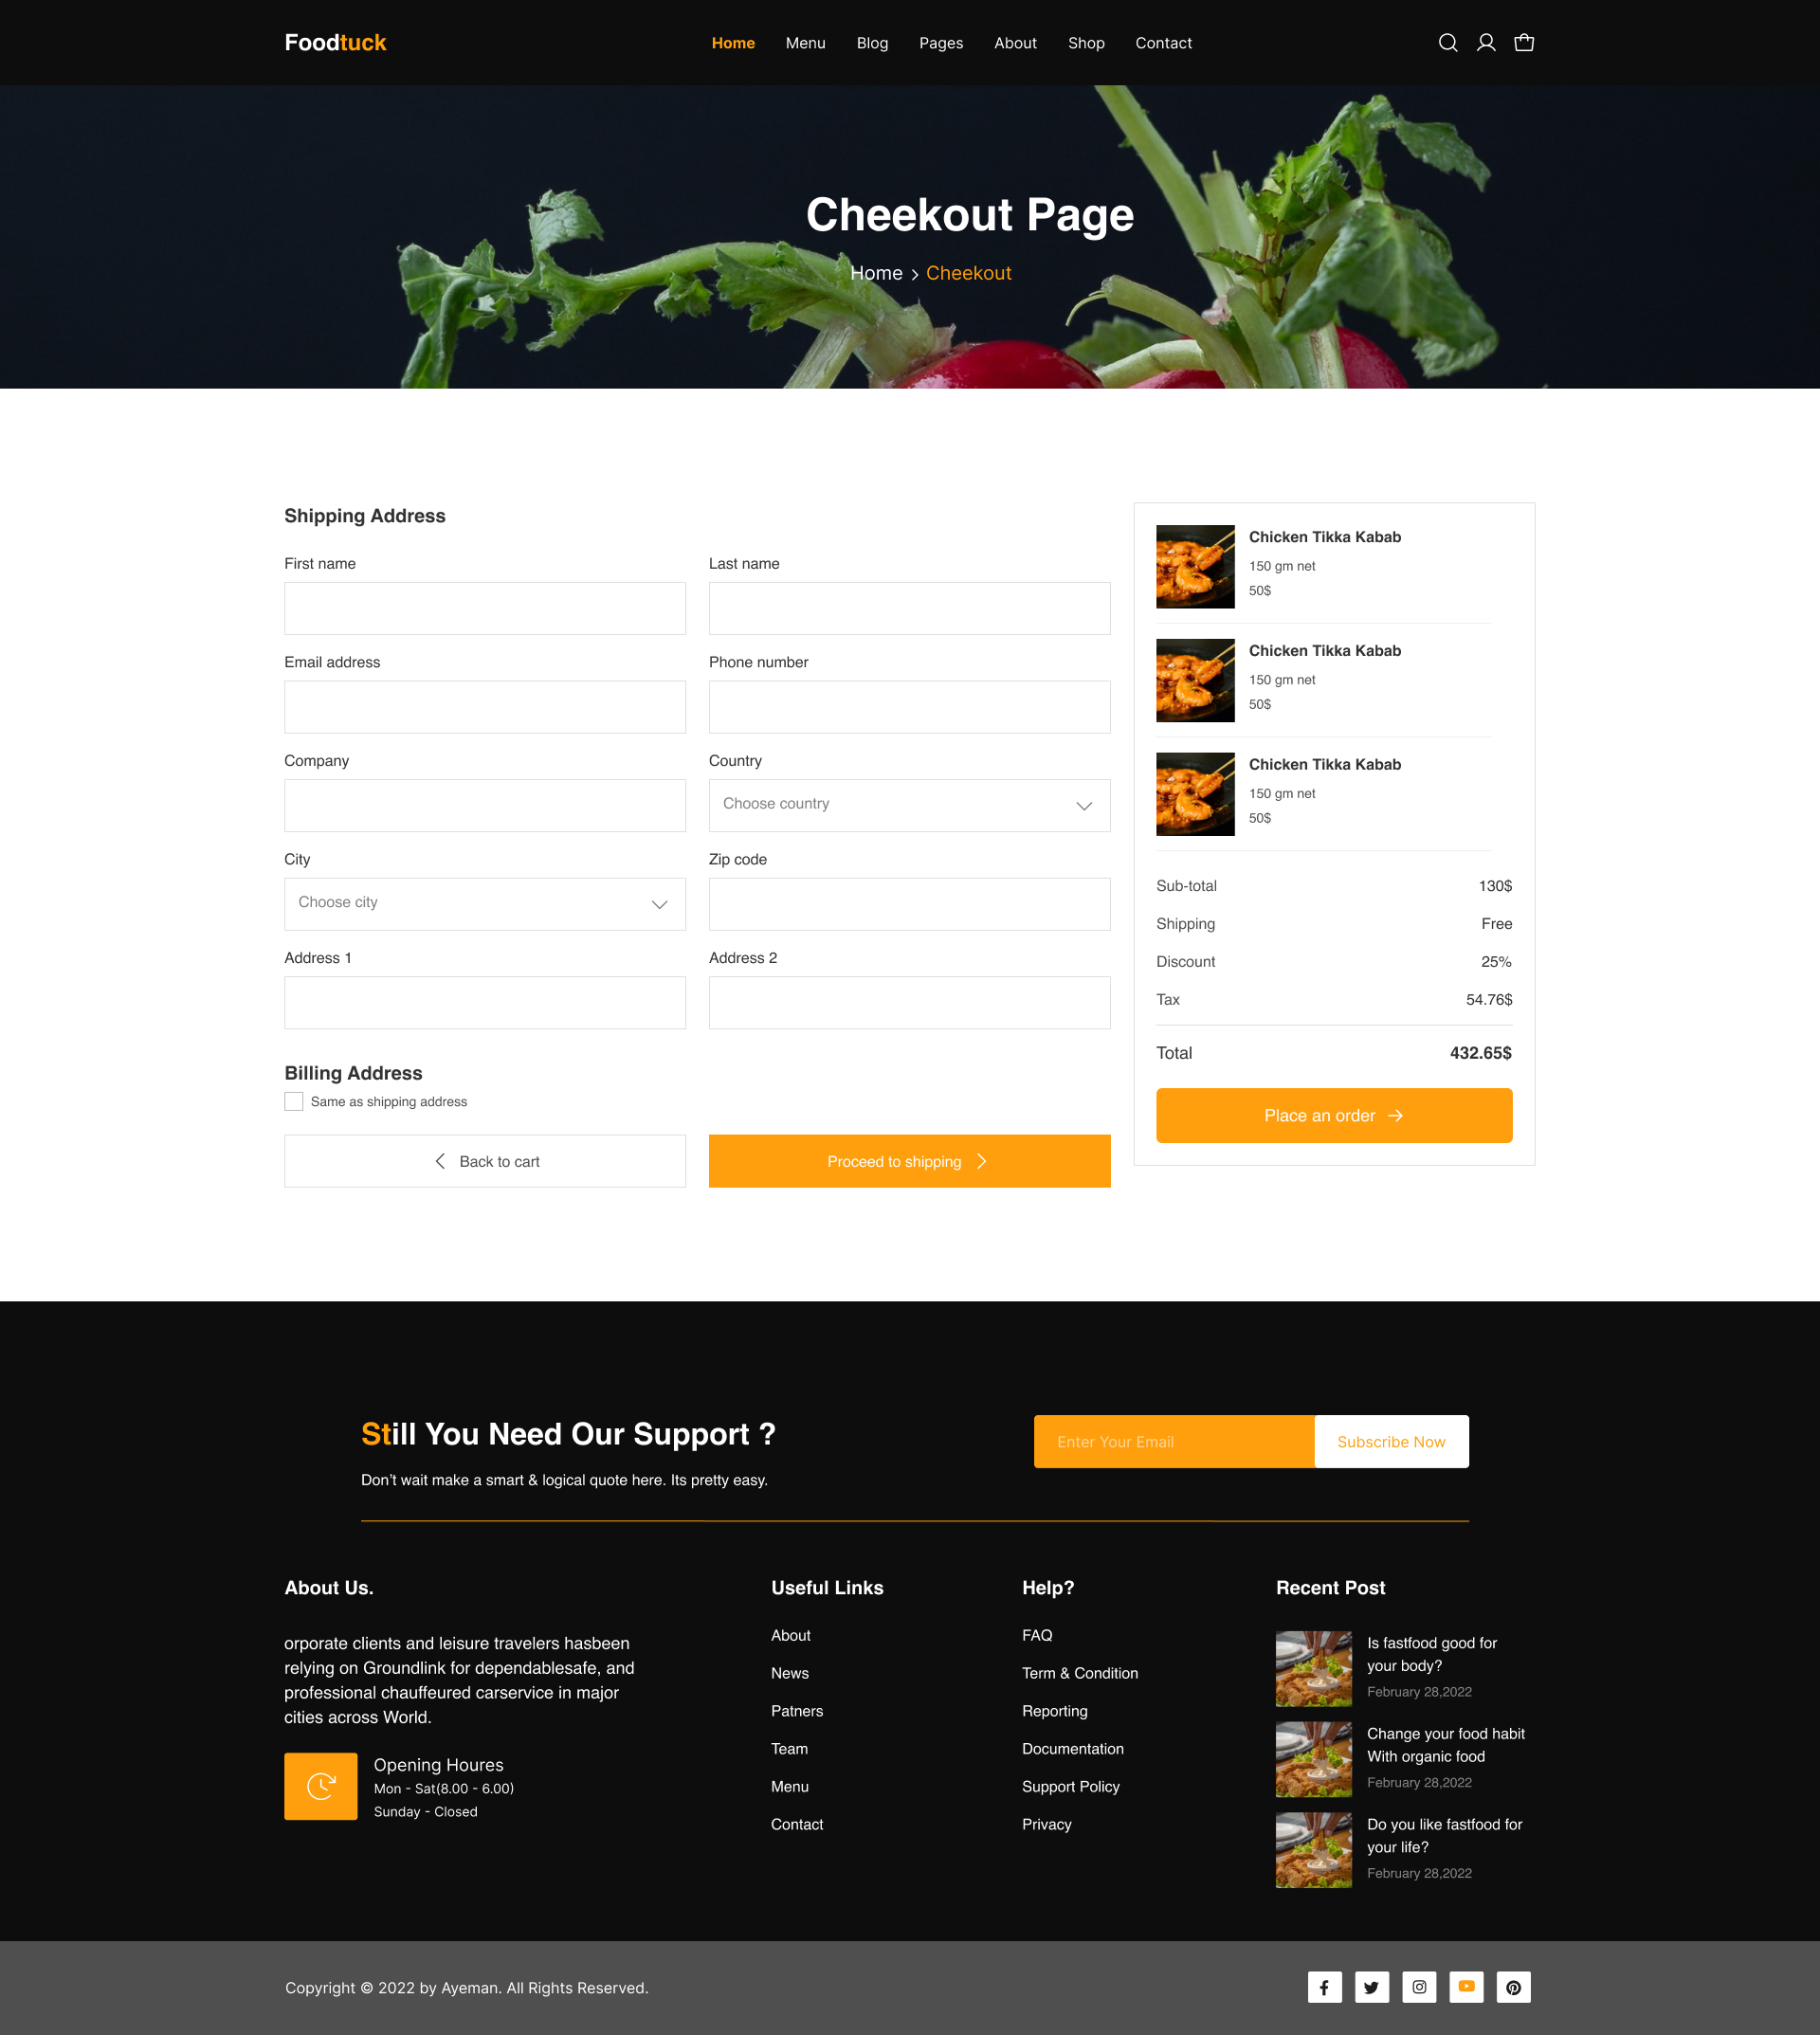 Foodtuck
Home Menu Blog Pages About Shop Contact
Cheekout Page
Home > Cheekout
Shipping Address
First name
Last name
Email address
Phone number
Company
Country
Choose country
City
Choose city
Zip code
Address 1
Address 2
Billing Address
Same as shipping address
Back to cart
Proceed to shipping
Chicken Tikka Kabab
150 gm net
50$
Chicken Tikka Kabab
150 gm net
50$
Chicken Tikka Kabab
150 gm net
50$
Sub-total 130$
Shipping Free
Discount 25%
Tax 54.76$
Total 432.65$
Place an order
Still You Need Our Support ?
Don't wait make a smart & logical quote here. Its pretty easy.
Enter Your Email
Subscribe Now
About Us.
orporate clients and leisure travelers hasbeen
relying on Groundlink for dependablesafe, and
professional chauffeured carservice in major
cities across World.
Opening Houres
Mon - Sat(8.00 - 6.00)
Sunday - Closed
Useful Links
About
News
Patners
Team
Menu
Contact
Help?
FAQ
Term & Condition
Reporting
Documentation
Support Policy
Privacy
Recent Post
Is fastfood good for
your body?
February 28,2022
Change your food habit
With organic food
February 28,2022
Do you like fastfood for
your life?
February 28,2022
Copyright © 2022 by Ayeman. All Rights Reserved.